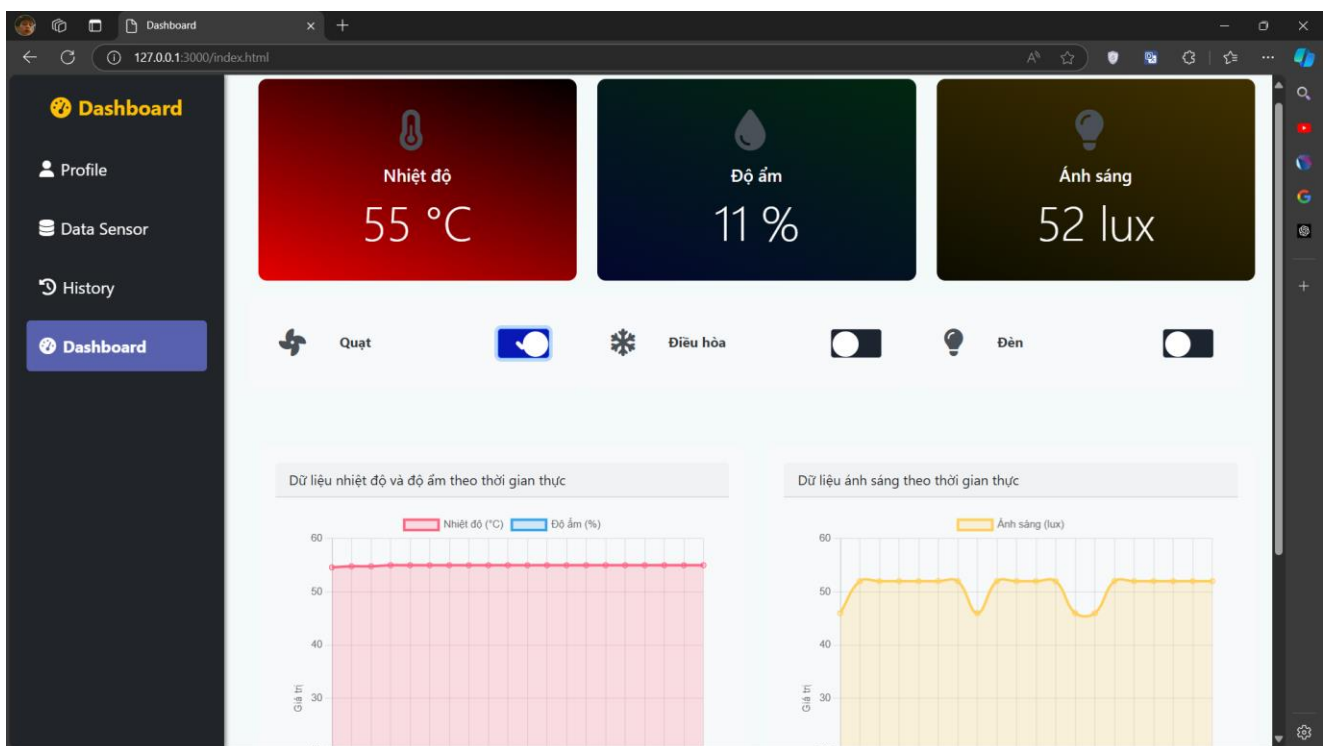 Dashboard
127.0.0.1:3000/index.html
Dashboard
Profile
Data Sensor
History
Dashboard
Nhiệt độ
55 °C
Độ ẩm
11 %
Ánh sáng
52 lux
Quạt
Điều hòa
Đèn
Dữ liệu nhiệt độ và độ ẩm theo thời gian thực
Nhiệt độ (°C) Độ ẩm (%)
60
50
40
30
Giá trị
Dữ liệu ánh sáng theo thời gian thực
Ánh sáng (lux)
60
50
40
30
Giá trị